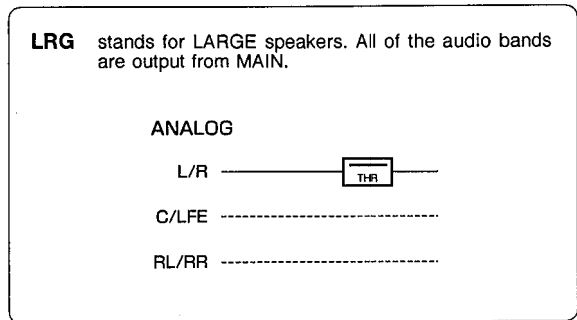 LRG stands for LARGE speakers. All of the audio bands
are output from MAIN.
ANALOG
L/R
THR
C/LFE
RL/RR